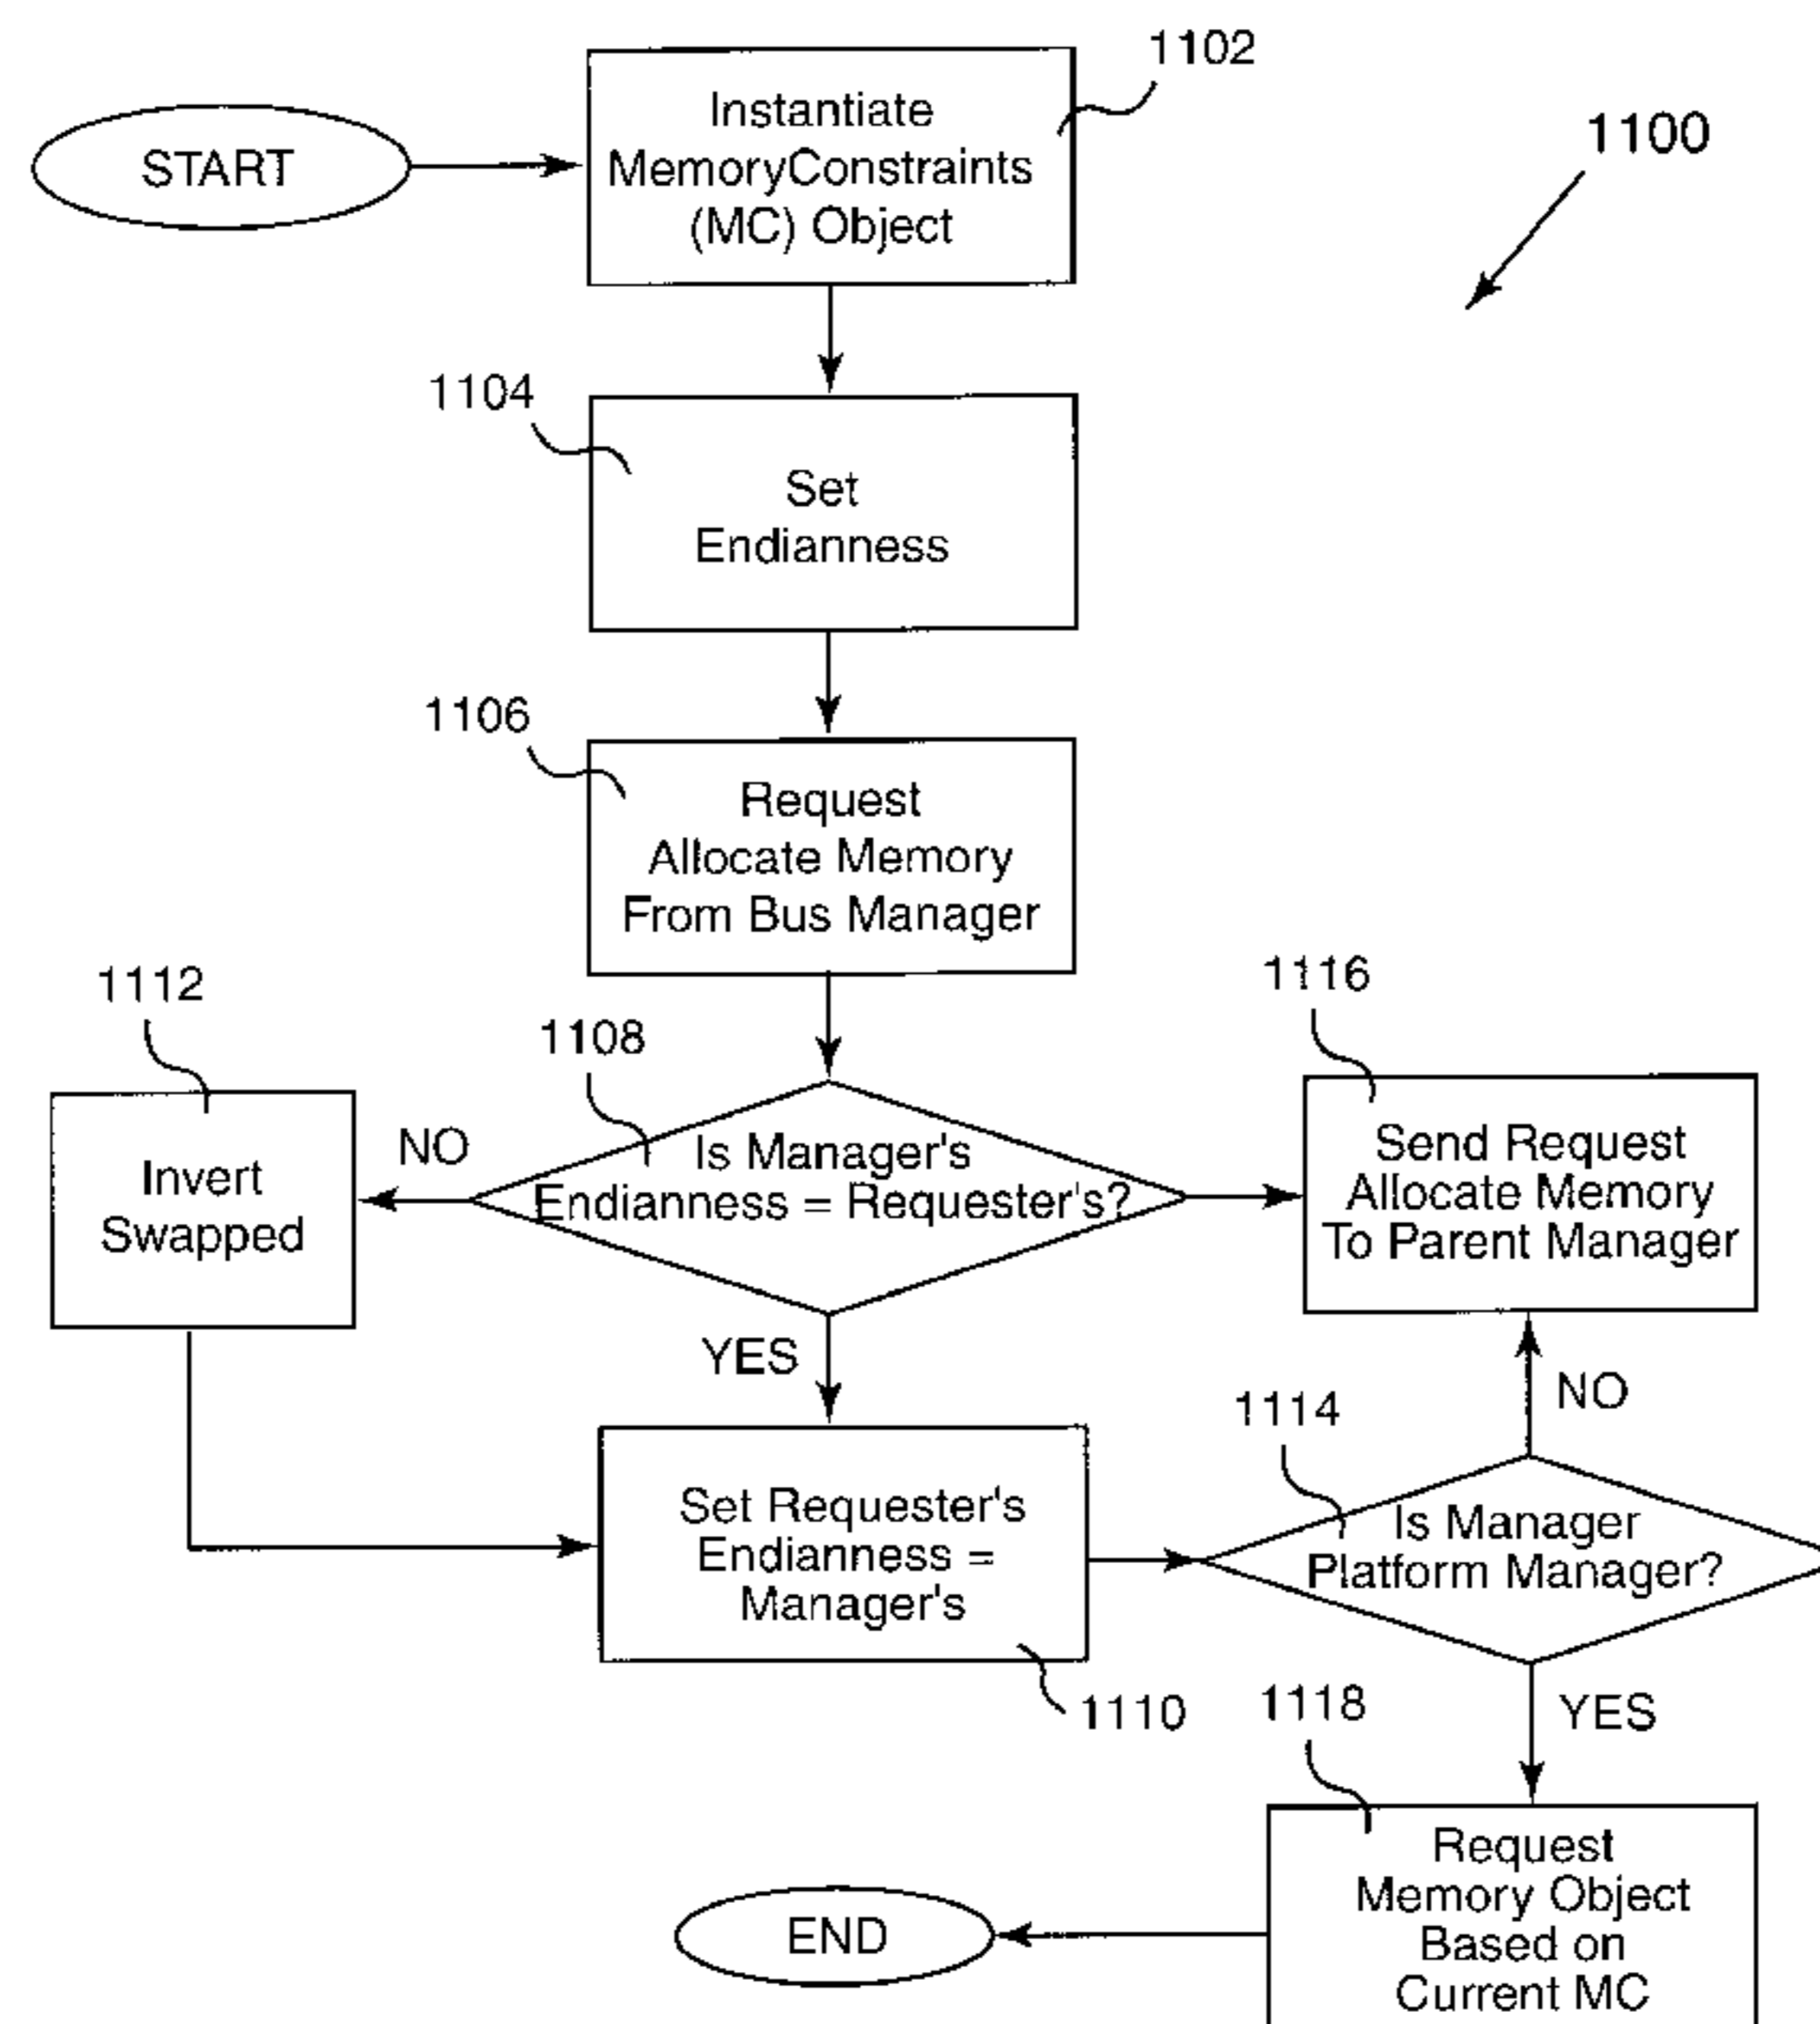 1102
START
Instantiate
MemoryConstraints
(MC) Object
1100
1104
Set
Endianness
1106
Request
Allocate Memory
From Bus Manager
1112
Invert
Swapped
NO
1108
Is Manager's
Endianness = Requester's?
YES
1116
Send Request
Allocate Memory
To Parent Manager
NO
Set Requester's
Endianness =
Manager's
1110
1114
Is Manager
Platform Manager?
YES
1118
Request
Memory Object
Based on
Current MC
END